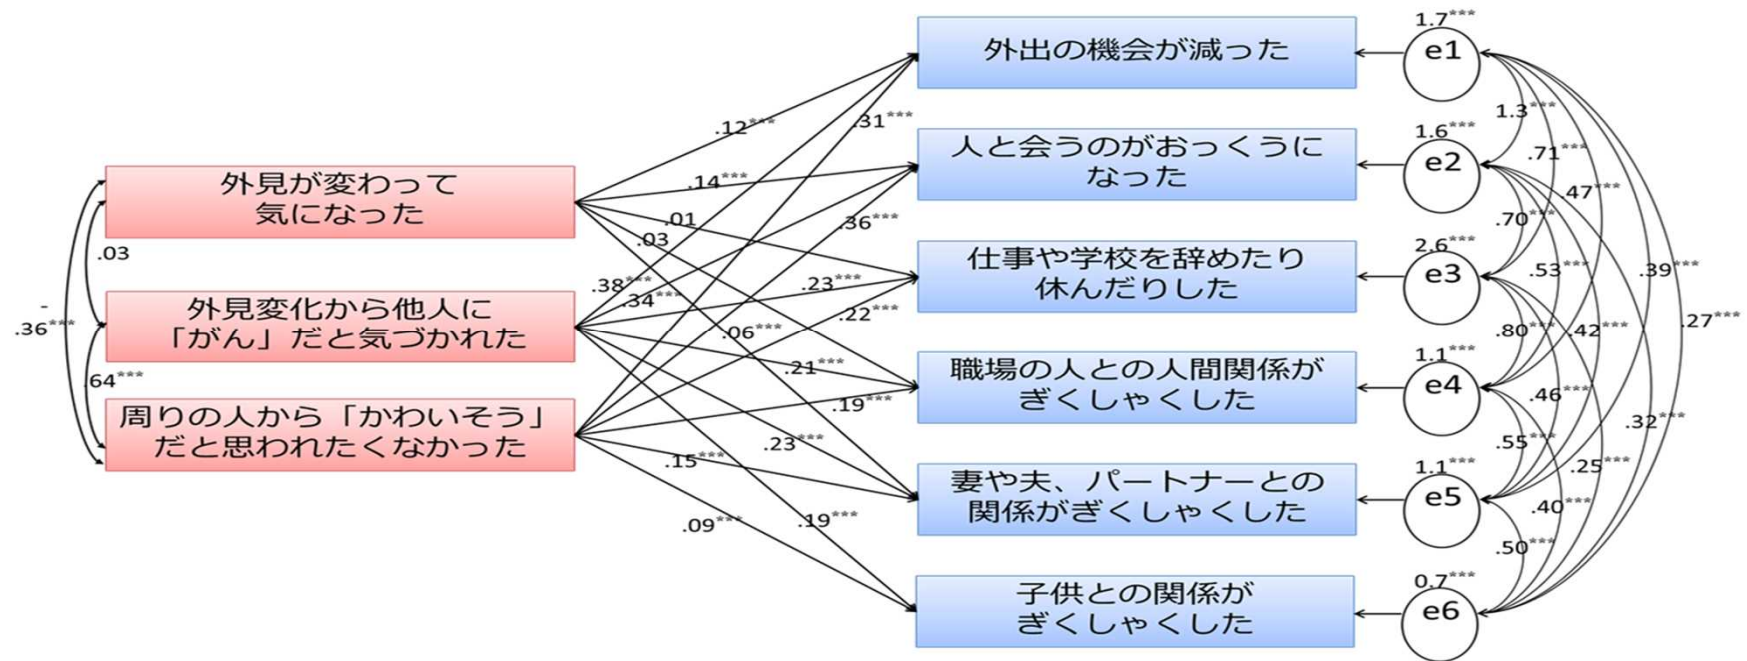 外見が変わって
気になった
外見変化から他人に
「がん」だと気づかれた
周りの人から「かわいそう」
だと思われたくなかった
.03
-
.36***
.64***
.12***
.31***
.14***
.01
.36***
.03
.38***
.34***
.23***
.22***
.06***
.21***
.19***
.23***
.15***
.09***
.19***
外出の機会が減った
人と会うのがおっくうに
なった
仕事や学校を辞めたり
休んだりした
職場の人との人間関係が
ぎくしゃくした
妻や夫、パートナーとの
関係がぎくしゃくした
子供との関係が
ぎくしゃくした
1.7***
e1
1.6***
e2
2.6***
e3
1.1***
e4
1.1***
e5
0.7***
e6
1.3***
.71***
.47***
.70***
.53***
.39***
.27***
.80***
.42***
.46***
.32***
.55***
.25***
.40***
.50***